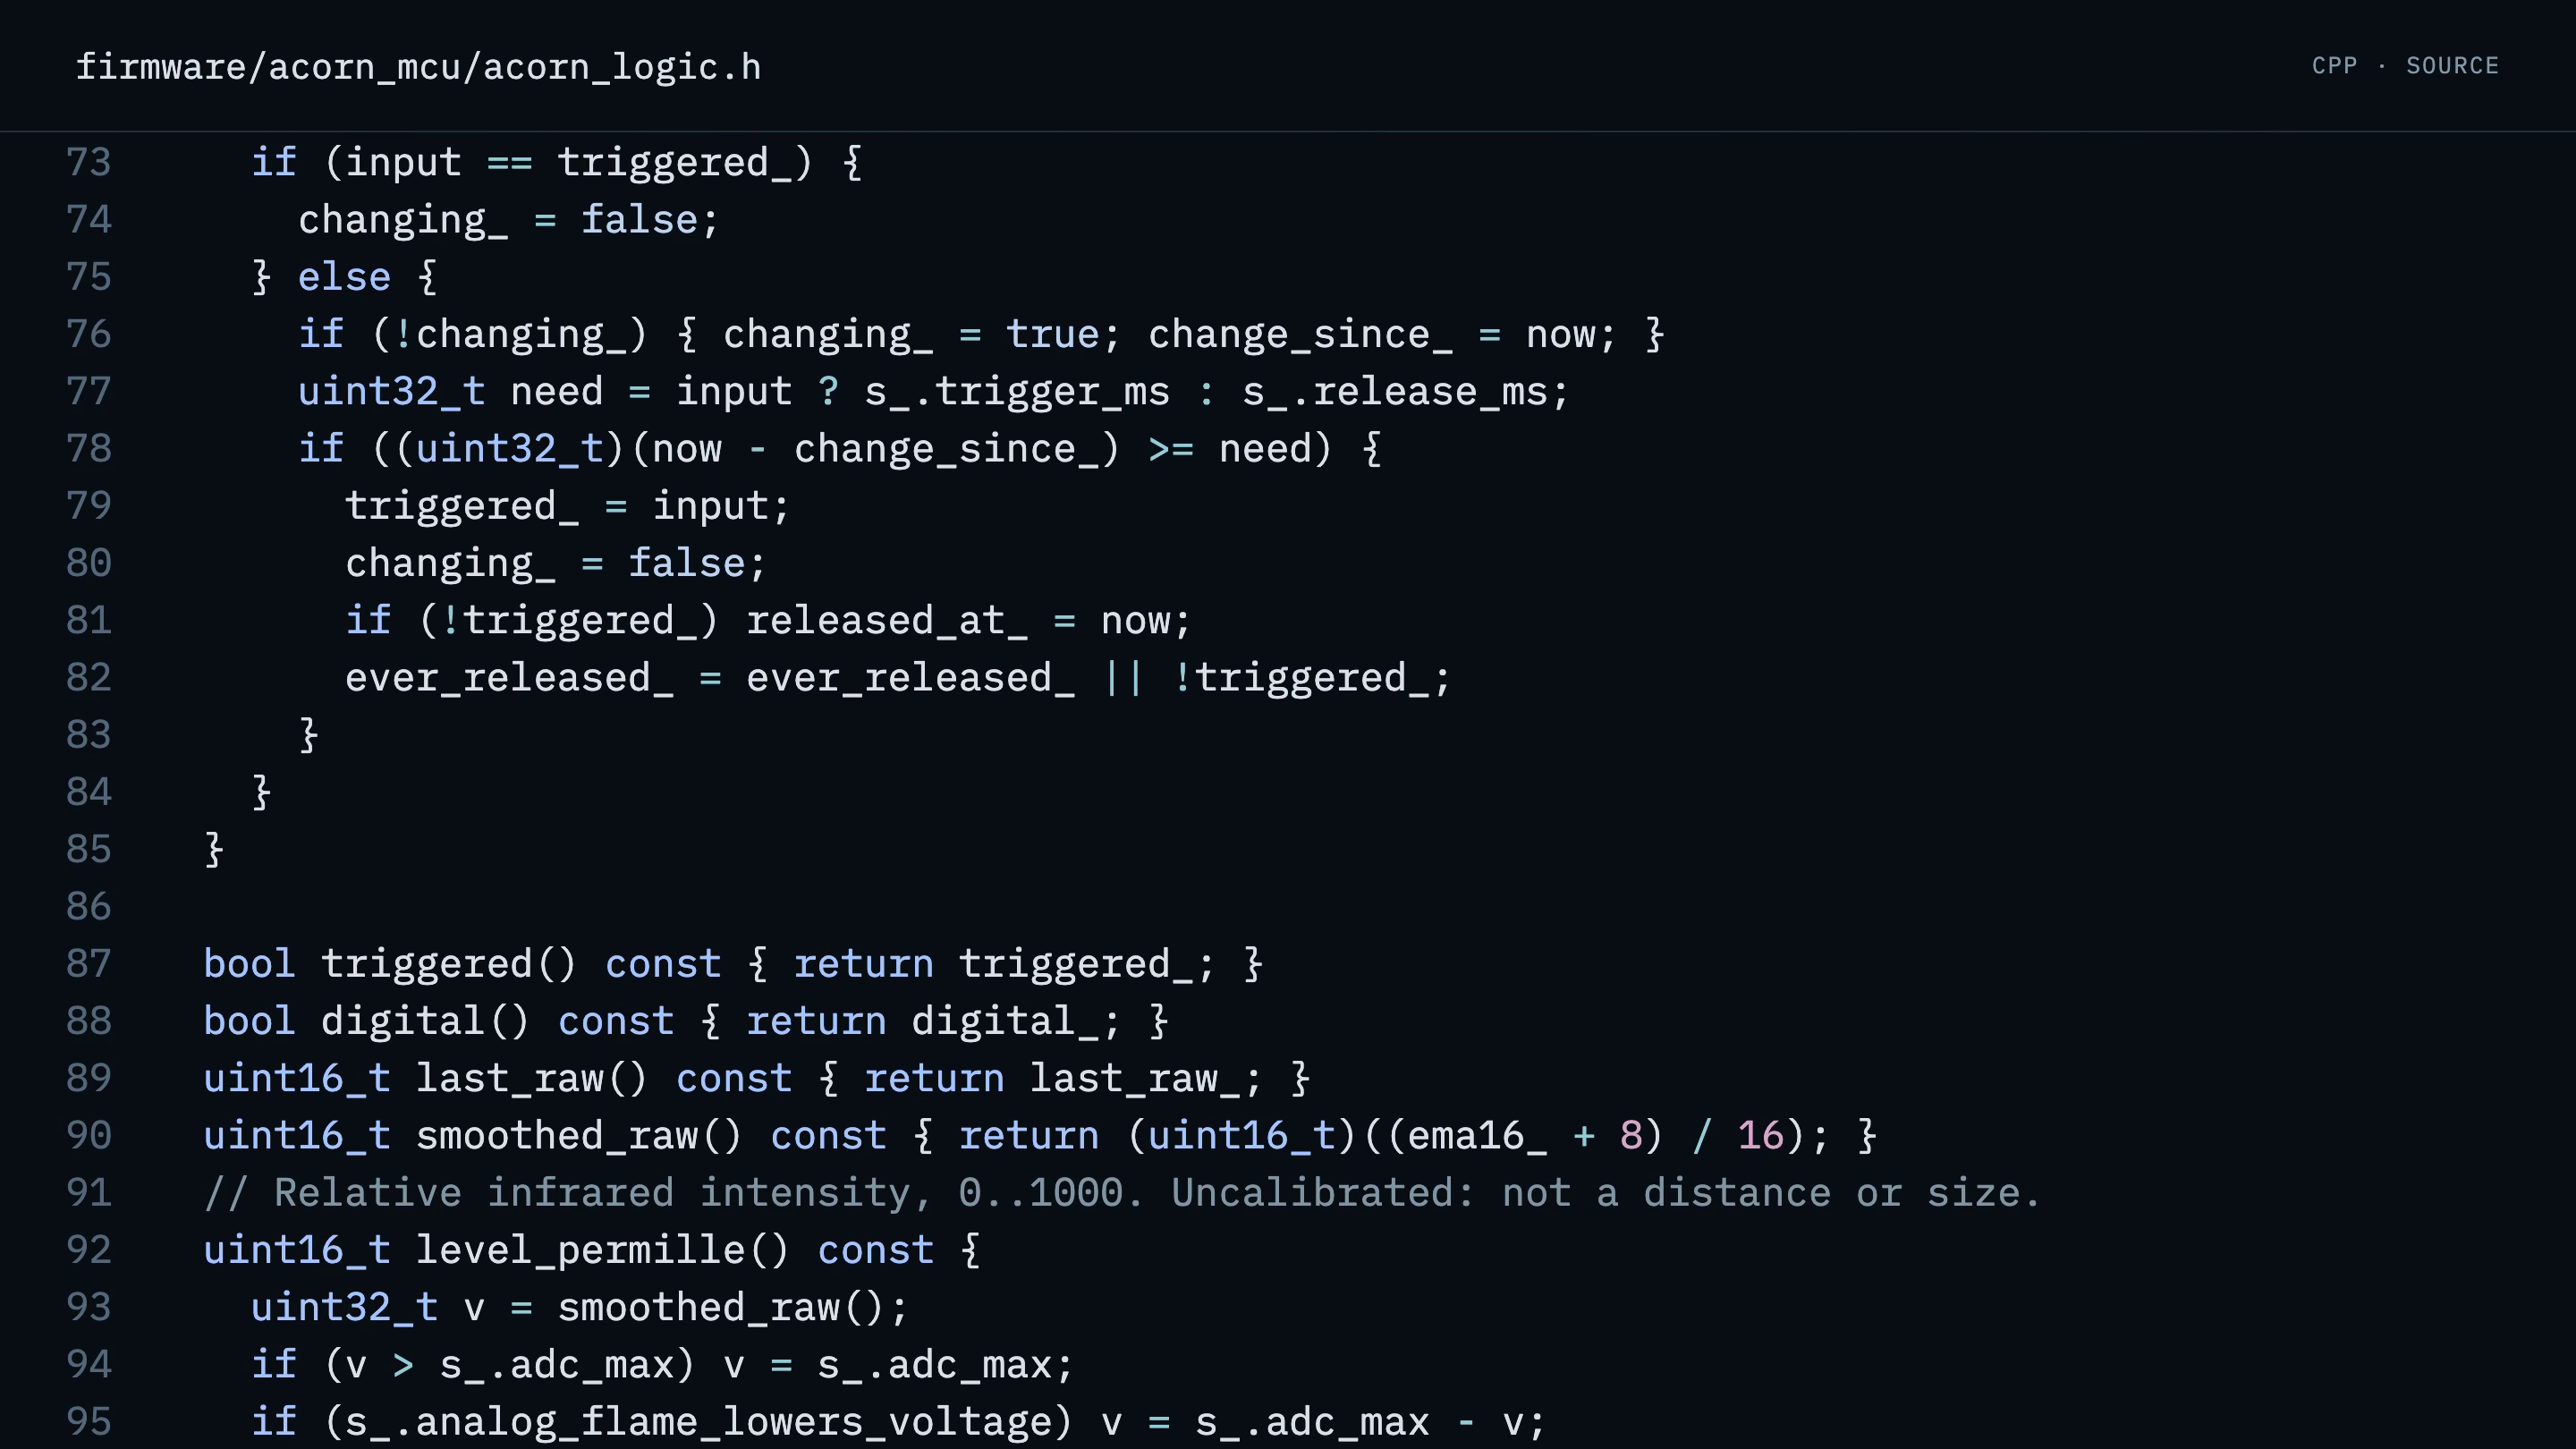 firmware/acorn_mcu/acorn_logic.h
CPP · SOURCE
73     if (input == triggered_) {
74       changing_ = false;
75     } else {
76       if (!changing_) { changing_ = true; change_since_ = now; }
77       uint32_t need = input ? s_.trigger_ms : s_.release_ms;
78       if ((uint32_t)(now - change_since_) >= need) {
79         triggered_ = input;
80         changing_ = false;
81         if (!triggered_) released_at_ = now;
82         ever_released_ = ever_released_ || !triggered_;
83       }
84     }
85   }
86
87   bool triggered() const { return triggered_; }
88   bool digital() const { return digital_; }
89   uint16_t last_raw() const { return last_raw_; }
90   uint16_t smoothed_raw() const { return (uint16_t)((ema16_ + 8) / 16); }
91   // Relative infrared intensity, 0..1000. Uncalibrated: not a distance or size.
92   uint16_t level_permille() const {
93     uint32_t v = smoothed_raw();
94     if (v > s_.adc_max) v = s_.adc_max;
95     if (s_.analog_flame_lowers_voltage) v = s_.adc_max - v;